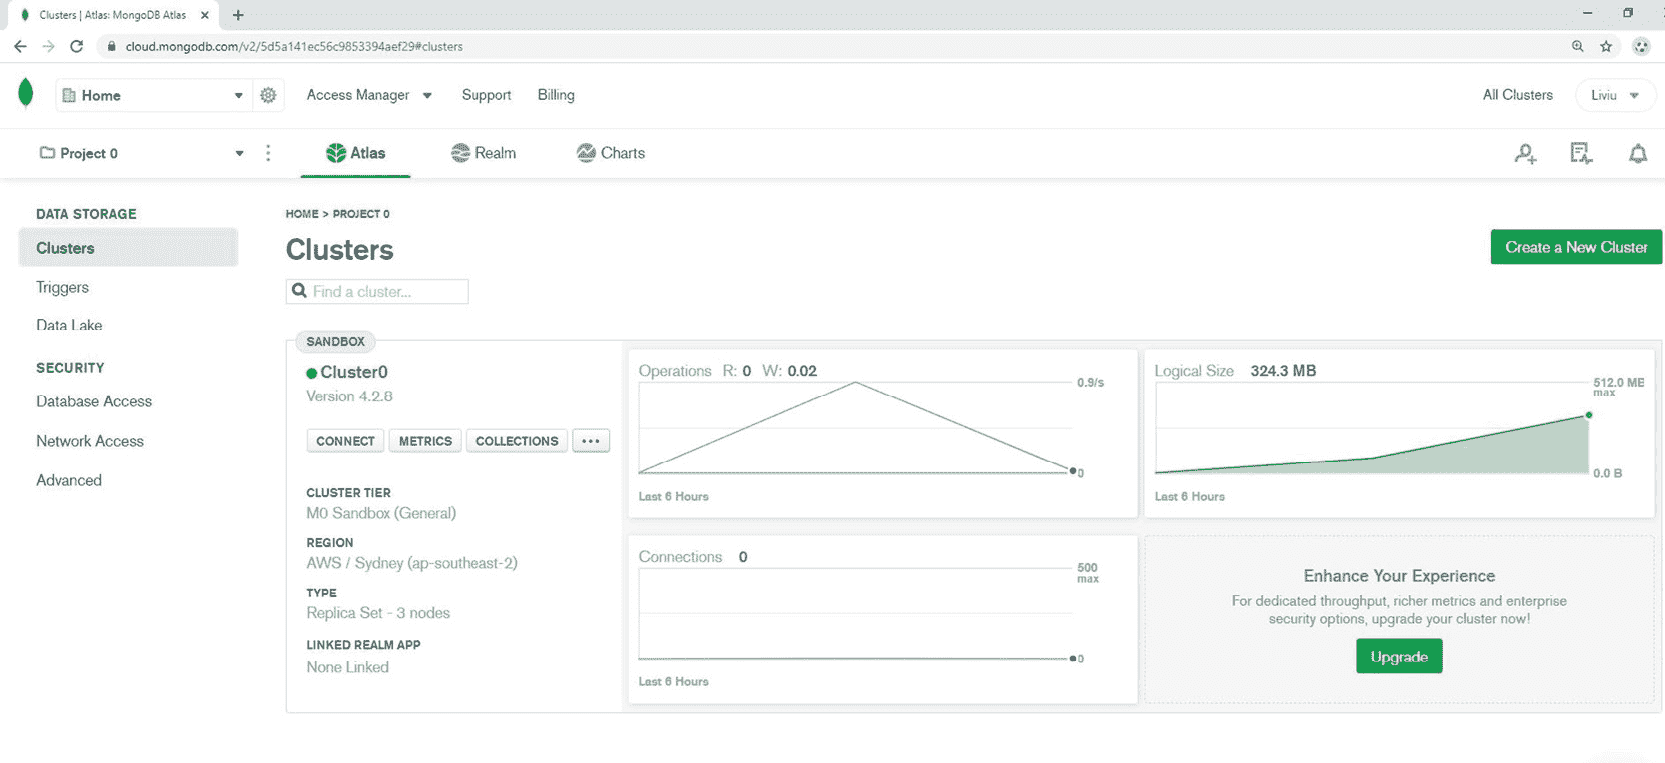 Clusters | Atlas: MongoDB Atlas
cloud.mongodb.com/v2/5d5a141ec56c9853394aef29#clusters
Home
Access Manager
Support
Billing
All Clusters
Liviu
Project 0
Atlas
Realm
Charts
DATA STORAGE
Clusters
Triggers
Data Lake
SECURITY
Database Access
Network Access
Advanced
HOME > PROJECT 0
Clusters
Create a New Cluster
Find a cluster...
SANDBOX
Cluster0
Version 4.2.8
CONNECT
METRICS
COLLECTIONS
CLUSTER TIER
M0 Sandbox (General)
REGION
AWS / Sydney (ap-southeast-2)
TYPE
Replica Set - 3 nodes
LINKED REALM APP
None Linked
Operations R: 0 W: 0.02
0.9/s
0
Last 6 Hours
Logical Size 324.3 MB
512.0 MB
max
0.0 B
Last 6 Hours
Connections 0
500
max
0
Last 6 Hours
Enhance Your Experience
For dedicated throughput, richer metrics and enterprise
security options, upgrade your cluster now!
Upgrade